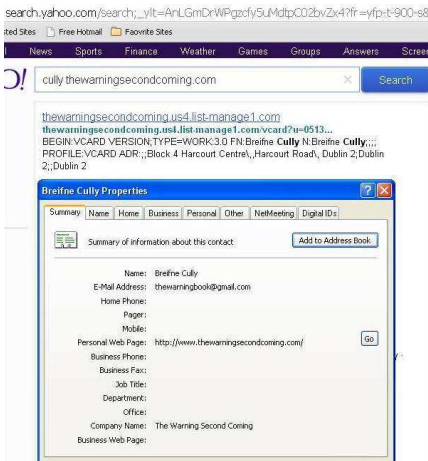 search.yahoo.com/search;_ylt=AnLGmDrWPgzcfy5uMdtpC02bvZx4?fr=yfp-t-900-s&
sted Sites Free Hotmail Faovrite Sites
l News Sports Finance Weather Games Groups Answers Screen
O! cully thewarningsecondcoming.com × Search
thewarningsecondcoming.us4.list-manage1.com
thewarningsecondcoming.us4.list-manage1.com/vcard?u=0513...
BEGIN:VCARD VERSION;TYPE=WORK:3.0 FN:Breifne Cully N:Breifne Cully;;;;
PROFILE:VCARD ADR:;;Block 4 Harcourt Centre\,,Harcourt Road\, Dublin 2;Dublin
2;;Dublin 2
Breifne Cully Properties
Summary Name Home Business Personal Other NetMeeting Digital IDs
Summary of information about this contact Add to Address Book
Name: Breifne Cully
E-Mail Address: thewarningbook@gmail.com
Home Phone:
Pager:
Mobile:
Personal Web Page: http://www.thewarningsecondcoming.com/ Go
Business Phone:
Business Fax:
Job Title:
Department:
Office:
Company Name: The Warning Second Coming
Business Web Page: